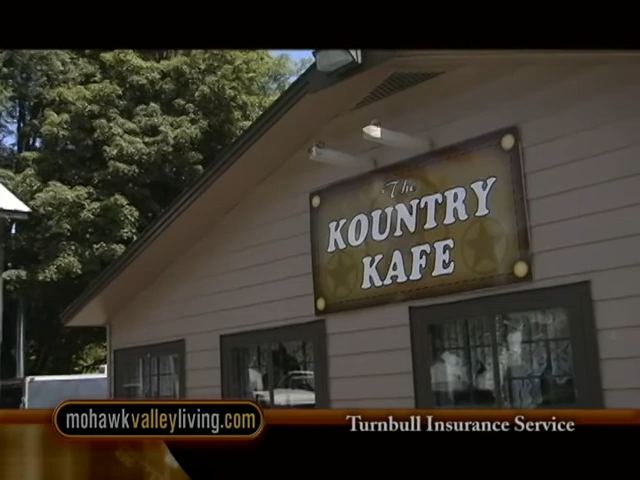 The
KOUNTRY
KAFE
mohawkvalleyliving.com
Turnbull Insurance Service